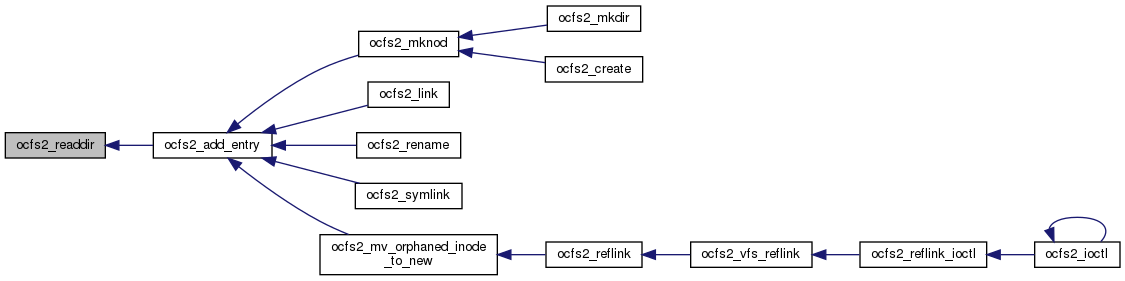 ocfs2_mkdir
ocfs2_mknod
ocfs2_create
ocfs2_link
ocfs2_readdir
ocfs2_add_entry
ocfs2_rename
ocfs2_symlink
ocfs2_mv_orphaned_inode
_to_new
ocfs2_reflink
ocfs2_vfs_reflink
ocfs2_reflink_ioctl
ocfs2_ioctl